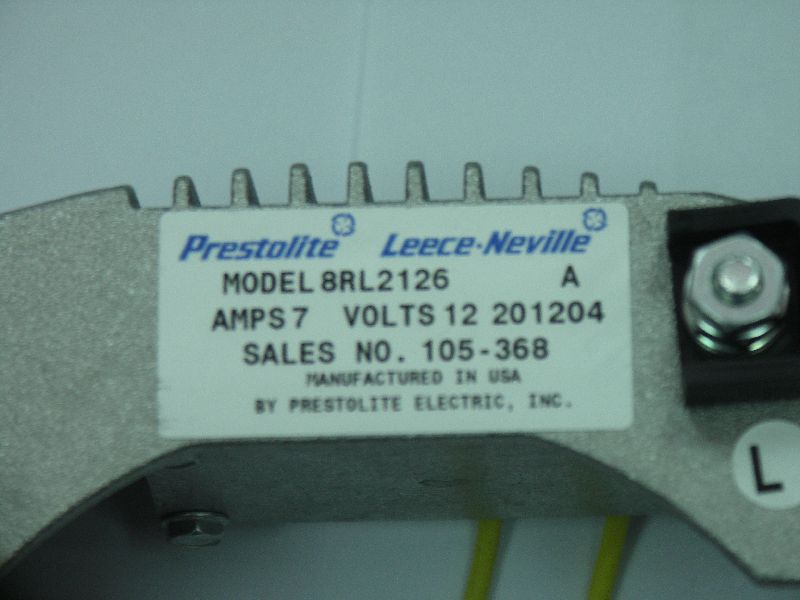 Prestolite Leece-Neville
MODEL 8RL2126 A
AMPS 7 VOLTS 12 201204
SALES NO. 105-368
MANUFACTURED IN USA
BY PRESTOLITE ELECTRIC, INC.
L